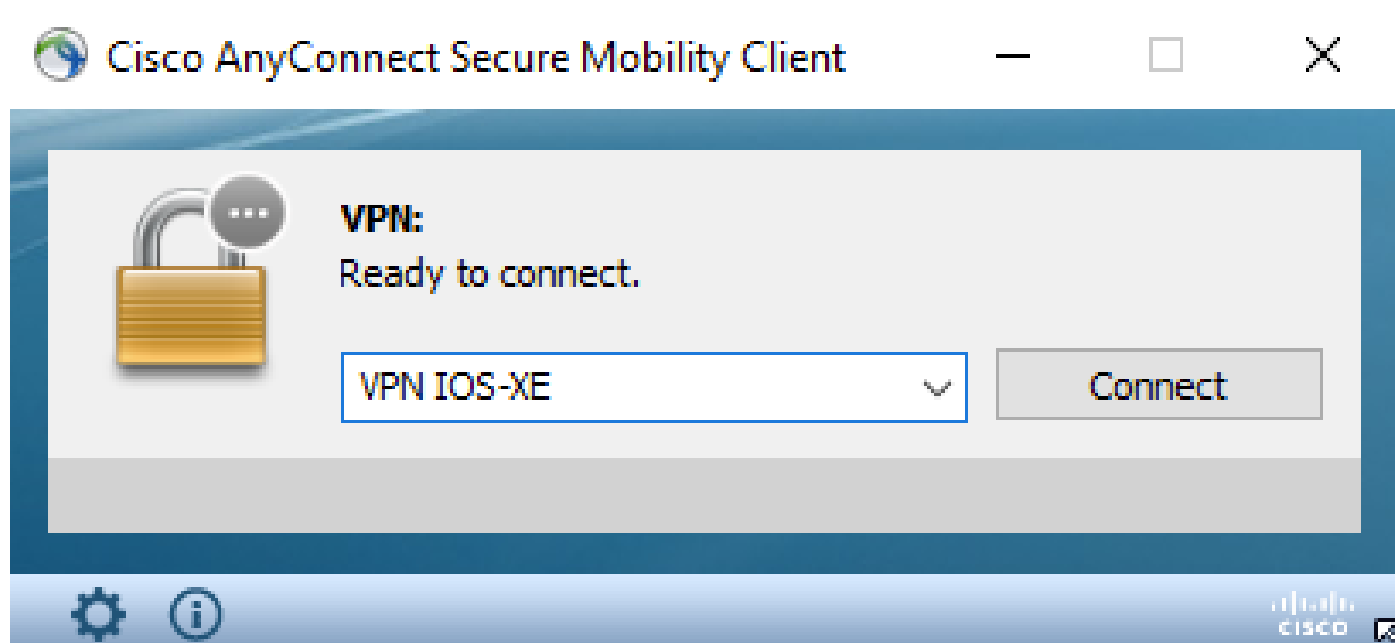 Cisco AnyConnect Secure Mobility Client
VPN:
Ready to connect.
VPN IOS-XE
Connect
CISCO